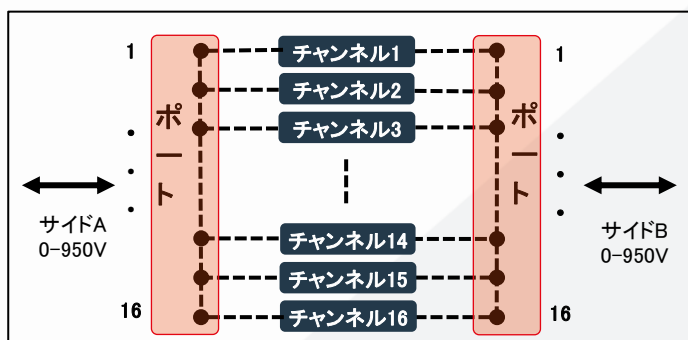 1
チャンネル1
1
チャンネル2
チャンネル3
ポート
ポート
サイドA
0-950V
サイドB
0-950V
チャンネル14
チャンネル15
16
チャンネル16
16